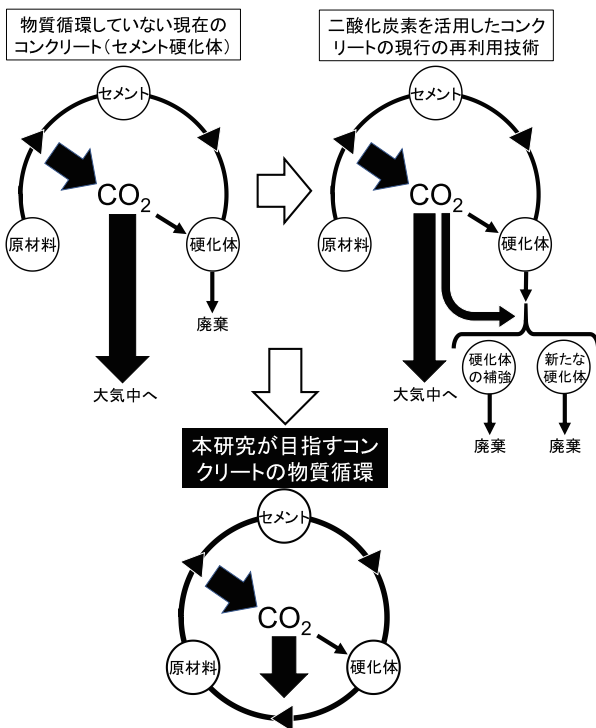 物質循環していない現在の
コンクリート(セメント硬化体)
セメント
CO₂
原材料
硬化体
廃棄
大気中へ
二酸化炭素を活用したコンク
リートの現行の再利用技術
セメント
CO₂
原材料
硬化体
硬化体
の補強
新たな
硬化体
大気中へ
廃棄
廃棄
本研究が目指すコン
クリートの物質循環
セメント
CO₂
原材料
硬化体